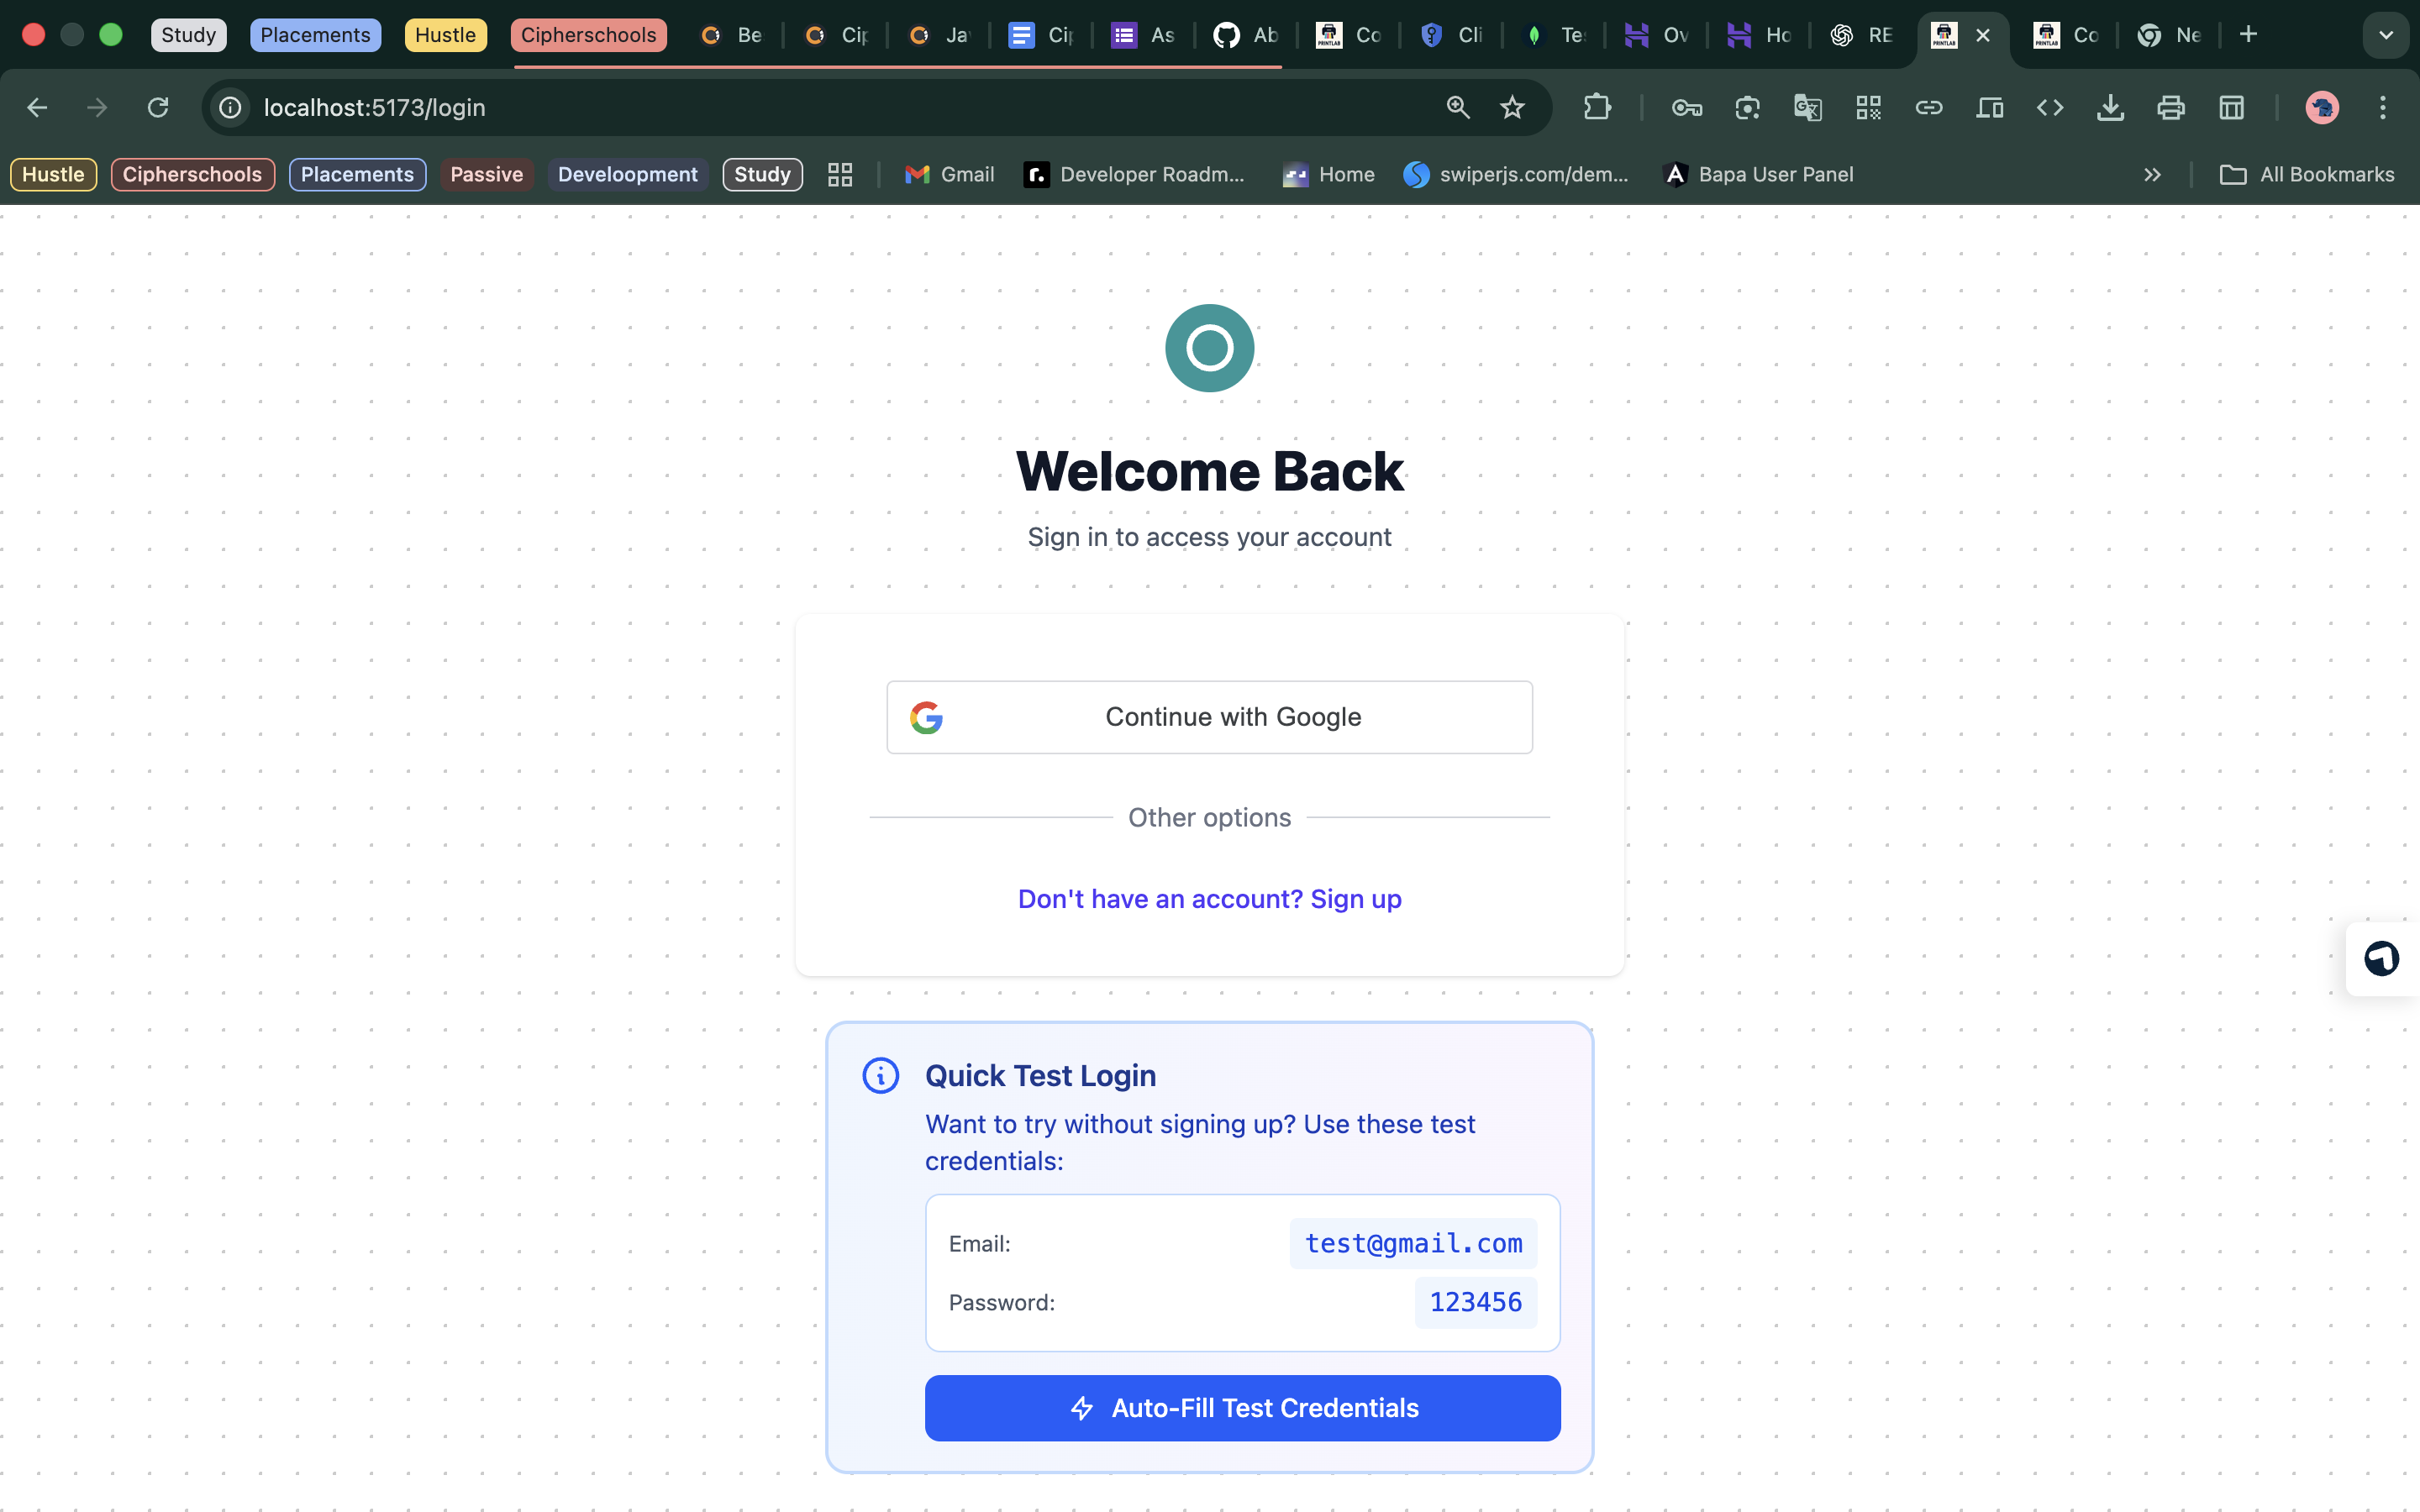 Study Placements Hustle Cipherschools Be Cip Ja Cip As Ab Co Cli Te Ov Ho RE Co Ne
localhost:5173/login
Hustle Cipherschools Placements Passive Develoopment Study Gmail Developer Roadm... Home swiperjs.com/dem... Bapa User Panel All Bookmarks
Welcome Back
Sign in to access your account
Continue with Google
Other options
Don't have an account? Sign up
Quick Test Login
Want to try without signing up? Use these test
credentials:
Email: test@gmail.com
Password: 123456
Auto-Fill Test Credentials